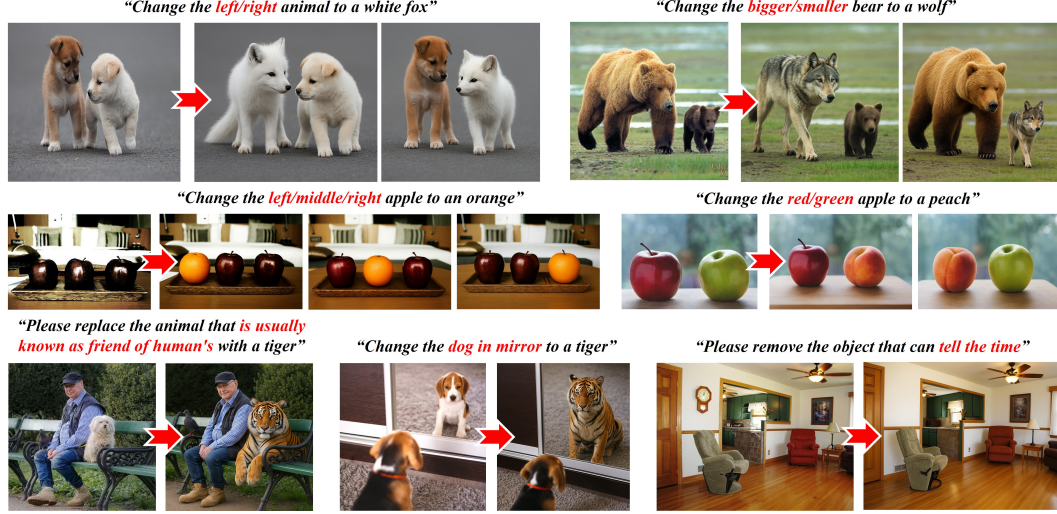 “Change the left/right animal to a white fox”
“Change the bigger/smaller bear to a wolf”
“Change the left/middle/right apple to an orange”
“Change the red/green apple to a peach”
“Please replace the animal that is usually
known as friend of human's with a tiger”
“Change the dog in mirror to a tiger”
“Please remove the object that can tell the time”